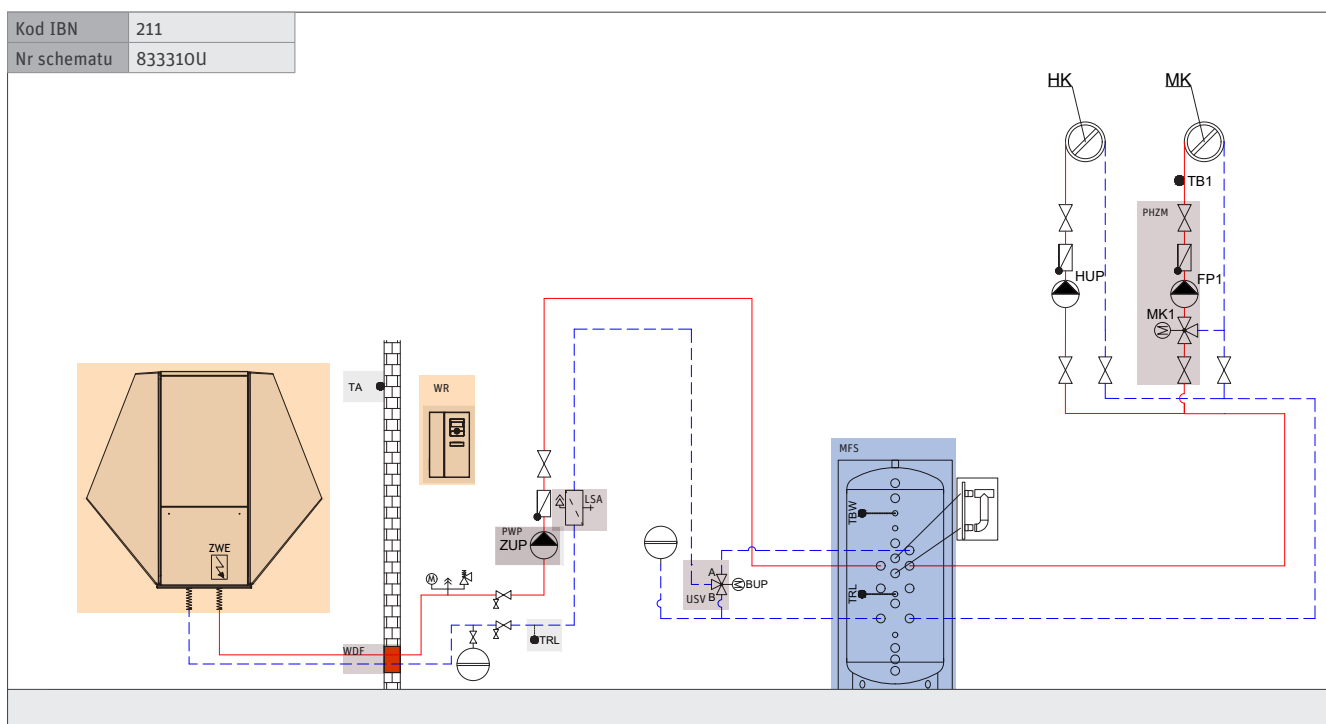 Kod IBN 211
Nr schematu 833310U
HK
MK
TB1
PHZM
HUP
FP1
MK1
M
TA
WR
MFS
LSA
TBW
PWP
ZUP
ZWE
M
A
M
BUP
USV
B
TRL
TRL
WDF